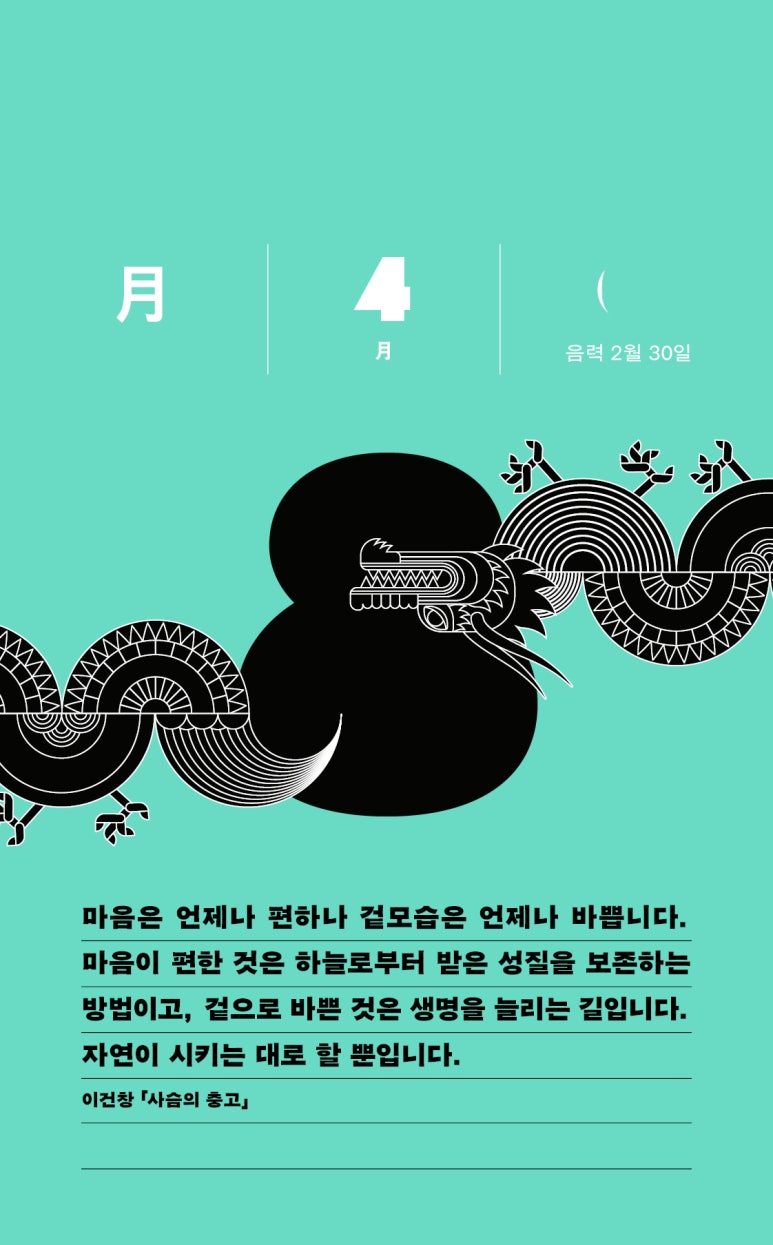 月
4
月
음력 2월 30일
8
마음은 언제나 편하나 겉모습은 언제나 바쁩니다.
마음이 편한 것은 하늘로부터 받은 성질을 보존하는
방법이고, 겉으로 바쁜 것은 생명을 늘리는 길입니다.
자연이 시키는 대로 할 뿐입니다.
이건창 「사슴의 충고」